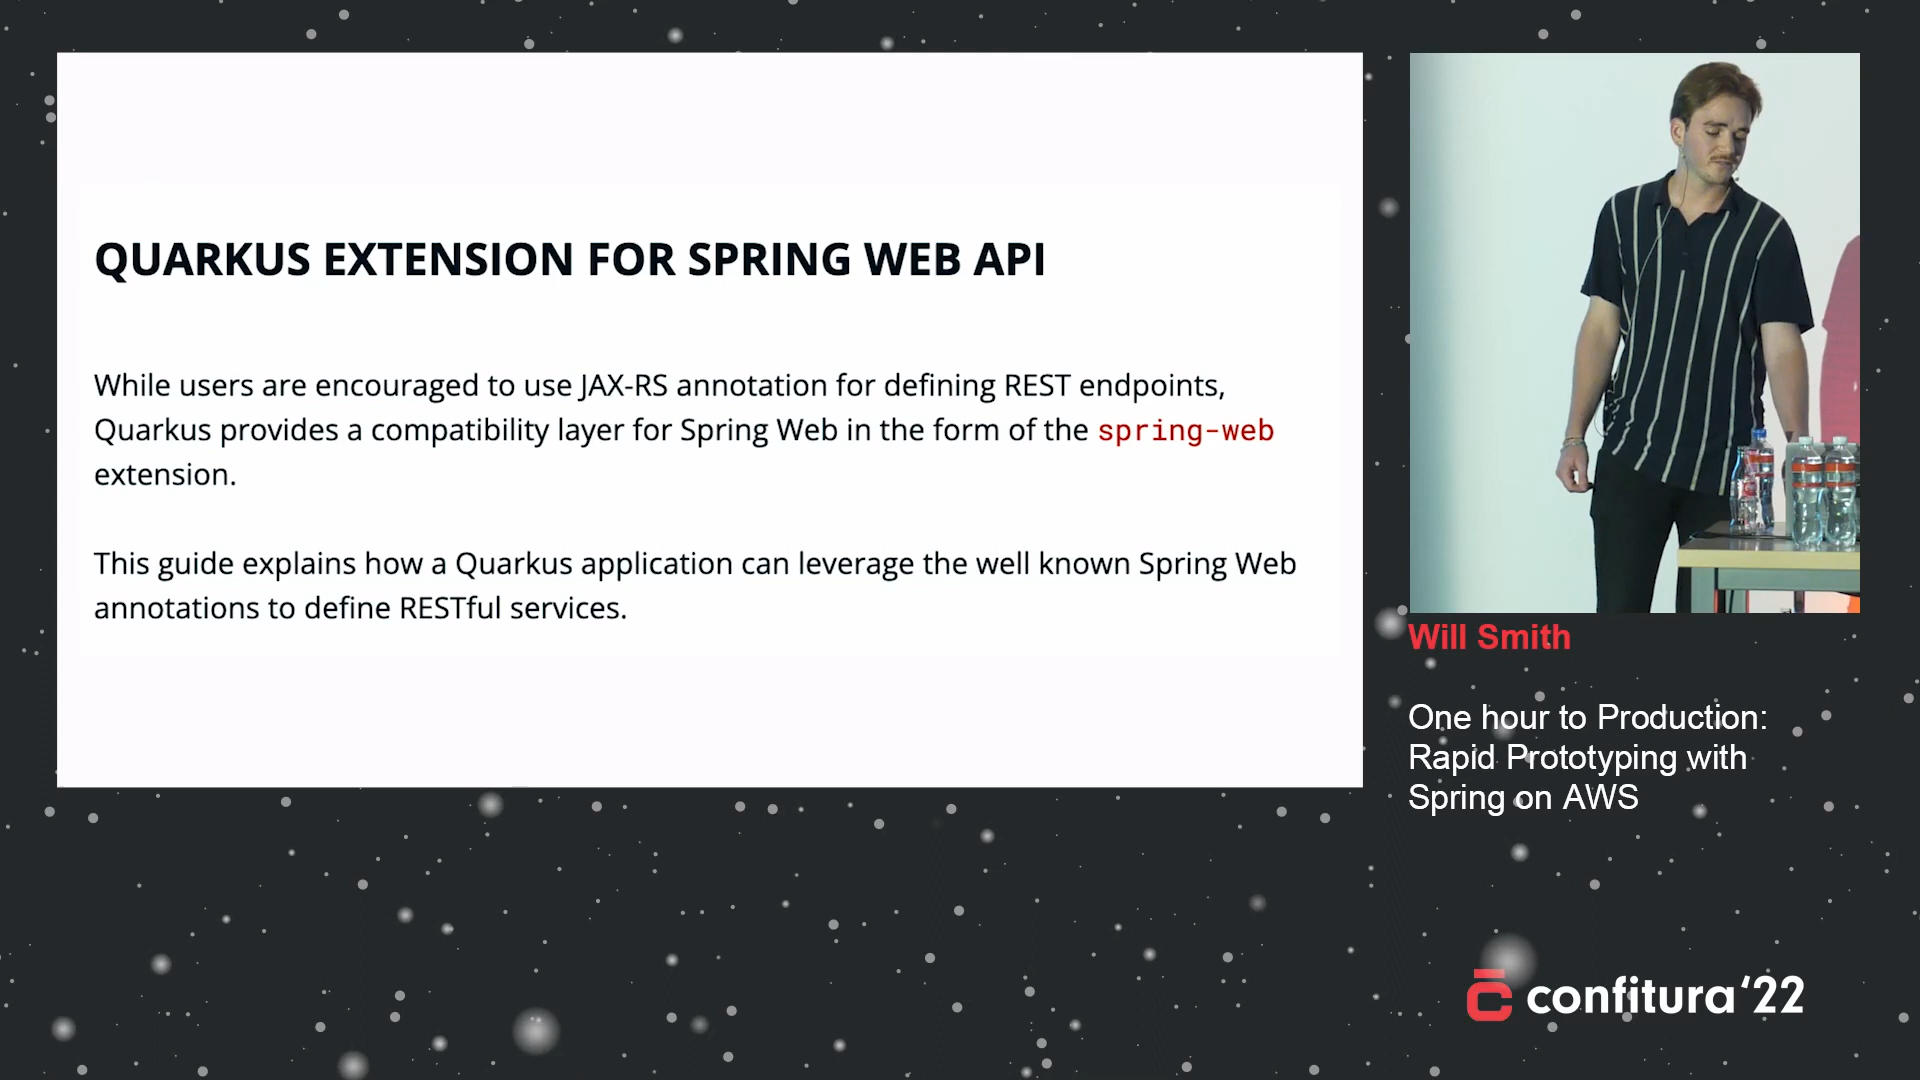 QUARKUS EXTENSION FOR SPRING WEB API
While users are encouraged to use JAX-RS annotation for defining REST endpoints,
Quarkus provides a compatibility layer for Spring Web in the form of the spring-web
extension.
This guide explains how a Quarkus application can leverage the well known Spring Web
annotations to define RESTful services.
Will Smith
One hour to Production:
Rapid Prototyping with
Spring on AWS
confitura‘22